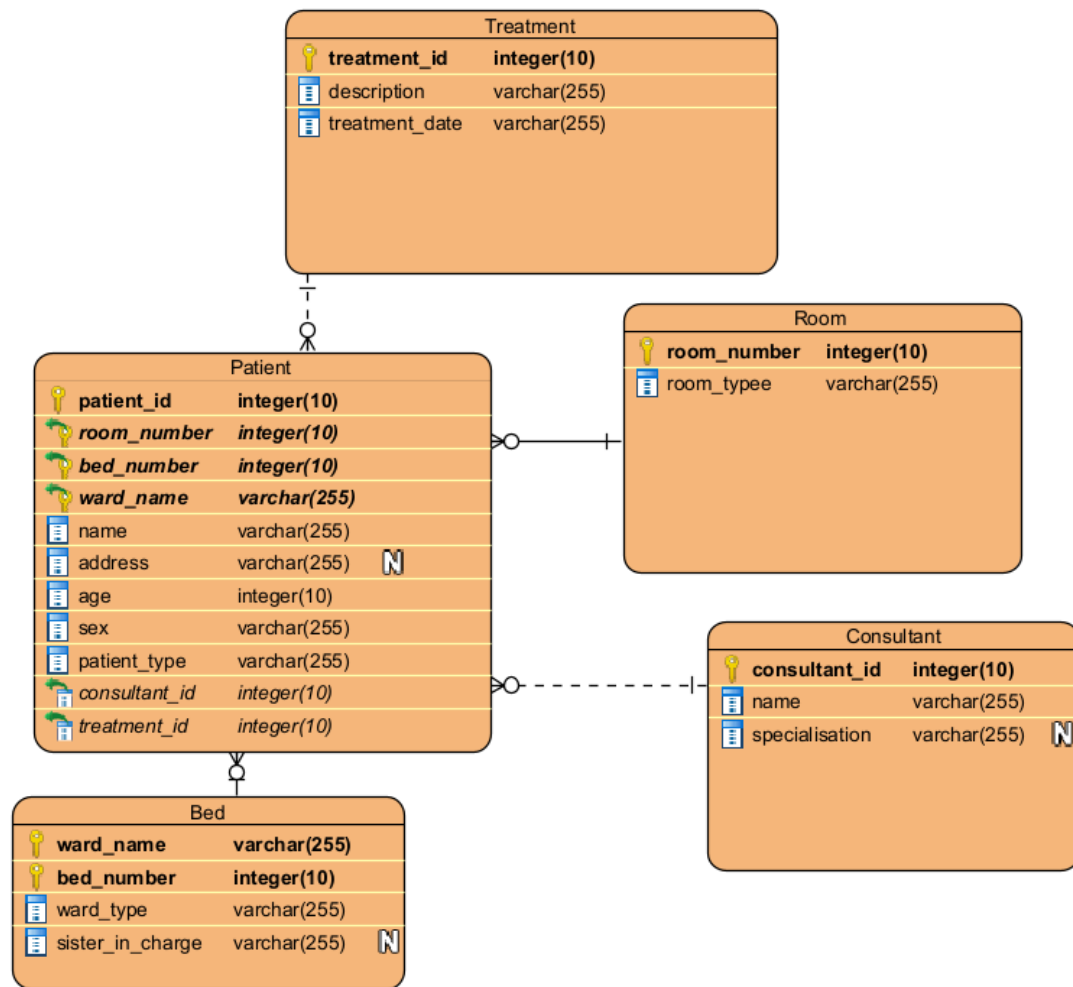 Treatment
treatment_id integer(10)
description varchar(255)
treatment_date varchar(255)
Room
room_number integer(10)
room_typee varchar(255)
Patient
patient_id integer(10)
room_number integer(10)
bed_number integer(10)
ward_name varchar(255)
name varchar(255)
address varchar(255) N
age integer(10)
sex varchar(255)
patient_type varchar(255)
consultant_id integer(10)
treatment_id integer(10)
Consultant
consultant_id integer(10)
name varchar(255)
specialisation varchar(255) N
Bed
ward_name varchar(255)
bed_number integer(10)
ward_type varchar(255)
sister_in_charge varchar(255) N